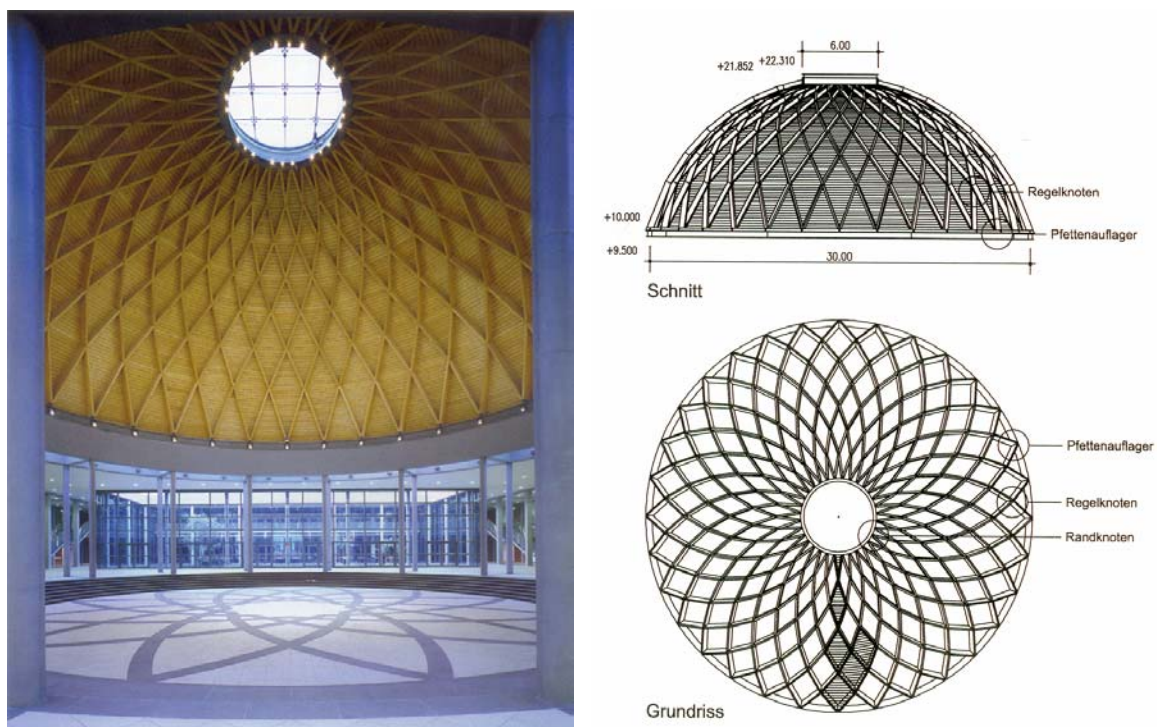 6.00
+21.852
+22.310
Regelknoten
+10.000
Pfettenauflager
+9.500
30.00
Schnitt
Pfettenauflager
Regelknoten
Randknoten
Grundriss